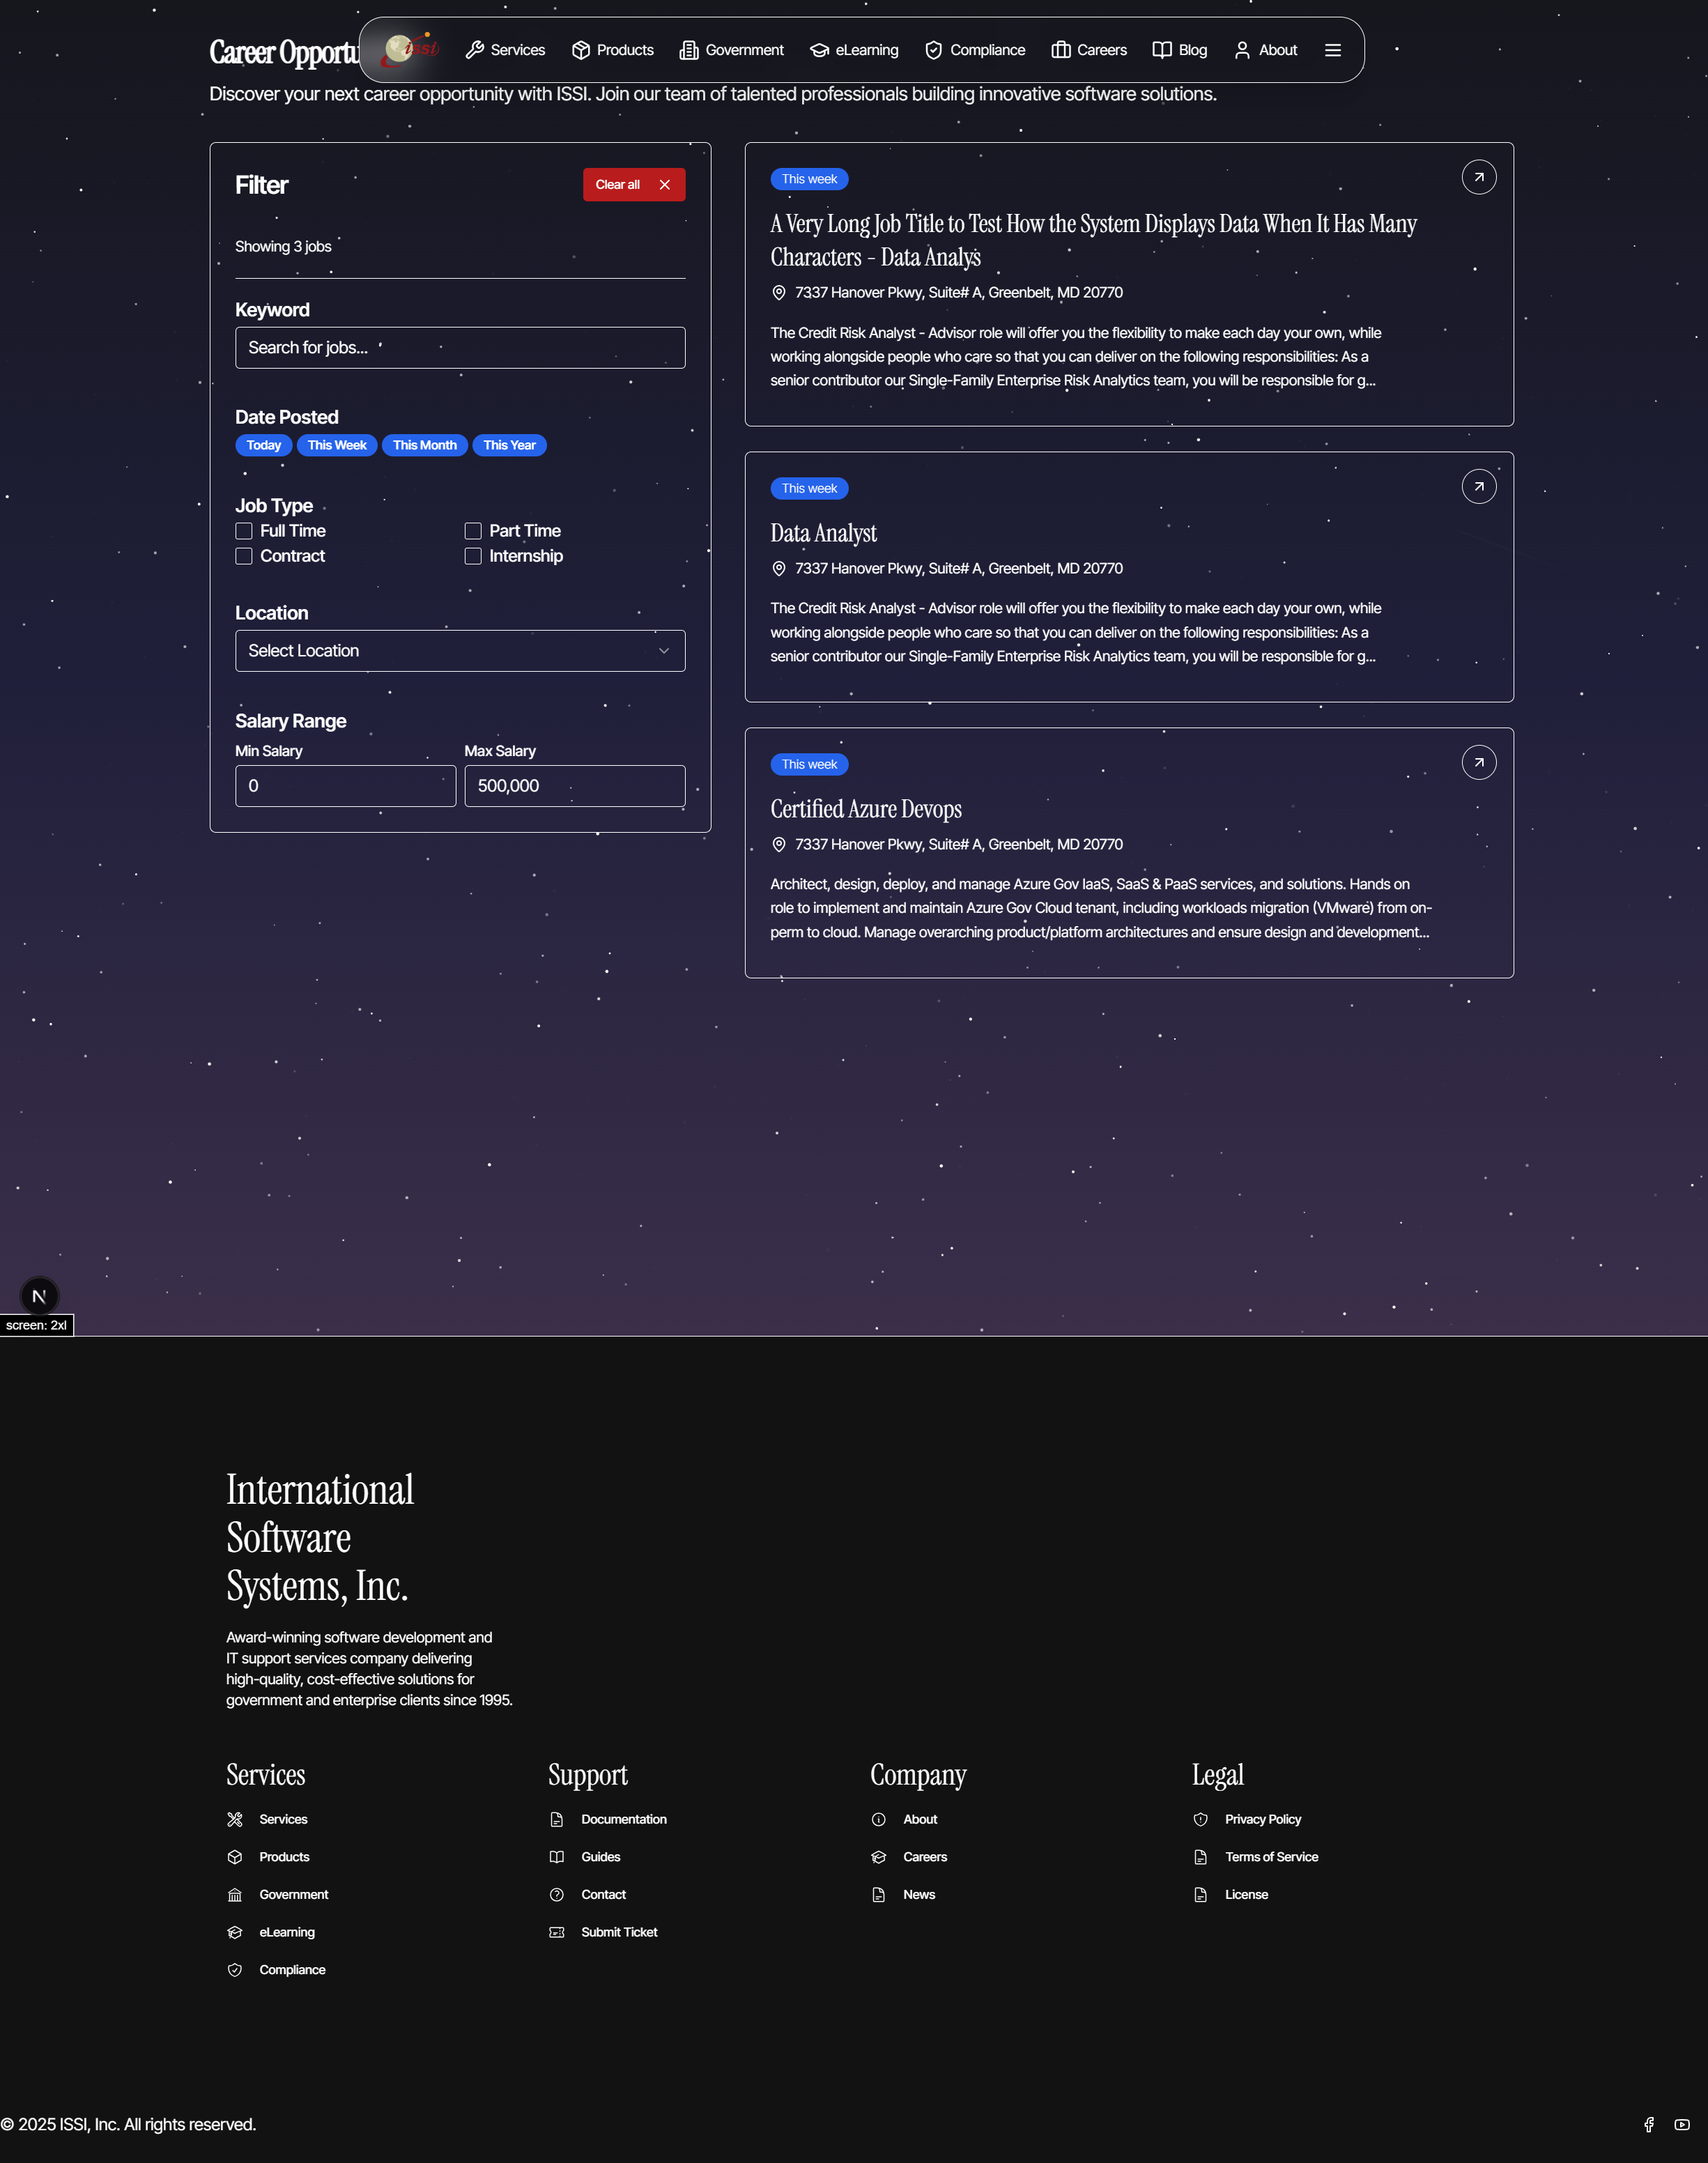 Career Opportu
issi
Services
Products
Government
eLearning
Compliance
Careers
Blog
About
Discover your next career opportunity with ISSI. Join our team of talented professionals building innovative software solutions.
Filter
Clear all
Showing 3 jobs
Keyword
Search for jobs...
Date Posted
Today
This Week
This Month
This Year
Job Type
Full Time
Part Time
Contract
Internship
Location
Select Location
Salary Range
Min Salary
Max Salary
0
500,000
This week
A Very Long Job Title to Test How the System Displays Data When It Has Many
Characters - Data Analys
7337 Hanover Pkwy, Suite# A, Greenbelt, MD 20770
The Credit Risk Analyst - Advisor role will offer you the flexibility to make each day your own, while
working alongside people who care so that you can deliver on the following responsibilities: As a
senior contributor our Single-Family Enterprise Risk Analytics team, you will be responsible for g...
This week
Data Analyst
7337 Hanover Pkwy, Suite# A, Greenbelt, MD 20770
The Credit Risk Analyst - Advisor role will offer you the flexibility to make each day your own, while
working alongside people who care so that you can deliver on the following responsibilities: As a
senior contributor our Single-Family Enterprise Risk Analytics team, you will be responsible for g...
This week
Certified Azure Devops
7337 Hanover Pkwy, Suite# A, Greenbelt, MD 20770
Architect, design, deploy, and manage Azure Gov IaaS, SaaS & PaaS services, and solutions. Hands on
role to implement and maintain Azure Gov Cloud tenant, including workloads migration (VMware) from on-
perm to cloud. Manage overarching product/platform architectures and ensure design and development...
N
screen: 2xl
International
Software
Systems, Inc.
Award-winning software development and
IT support services company delivering
high-quality, cost-effective solutions for
government and enterprise clients since 1995.
Services
Services
Products
Government
eLearning
Compliance
Support
Documentation
Guides
Contact
Submit Ticket
Company
About
Careers
News
Legal
Privacy Policy
Terms of Service
License
© 2025 ISSI, Inc. All rights reserved.